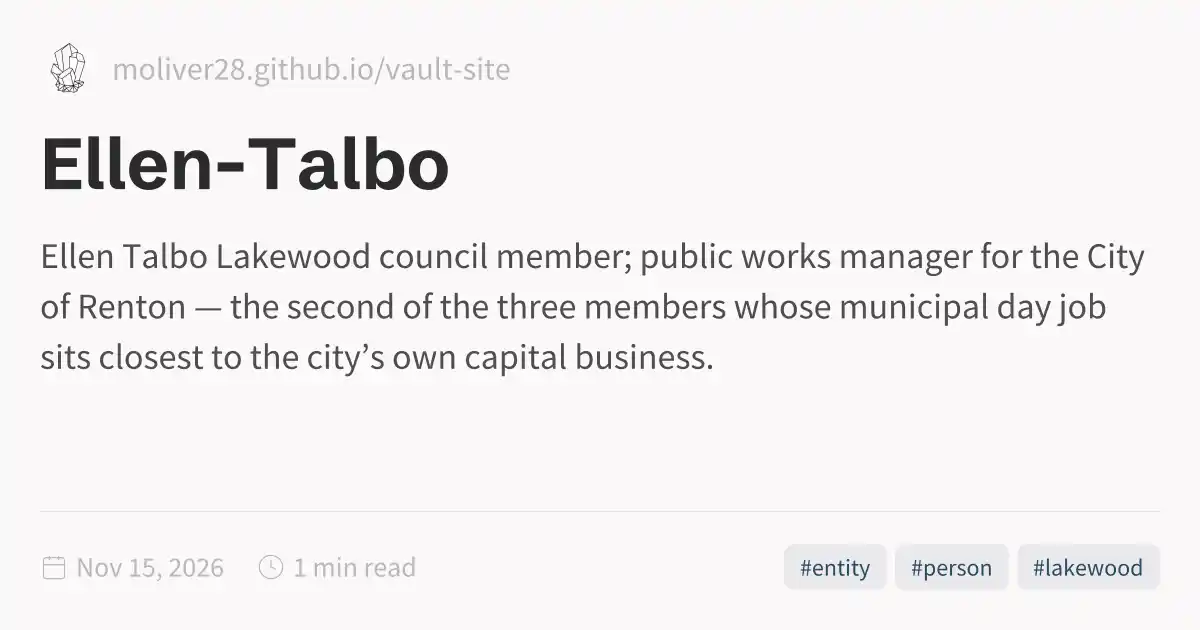 moliver28.github.io/vault-site
Ellen-Talbo
Ellen Talbo Lakewood council member; public works manager for the City
of Renton — the second of the three members whose municipal day job
sits closest to the city’s own capital business.
Nov 15, 2026 1 min read #entity #person #lakewood